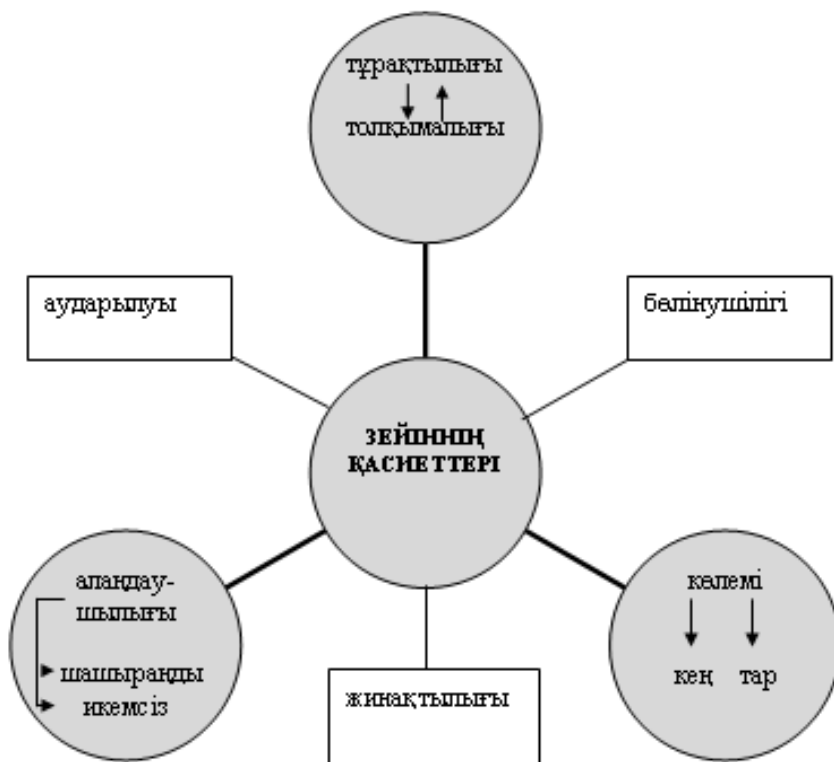 тұрақтылығы
толқымалығы
аударылуы
бөлінушілігі
ЗЕЙІННІҢ
ҚАСИЕТТЕРІ
алаңдау-
шылығы
шашыраңды
икемсіз
көлемі
кең тар
жинақтылығы